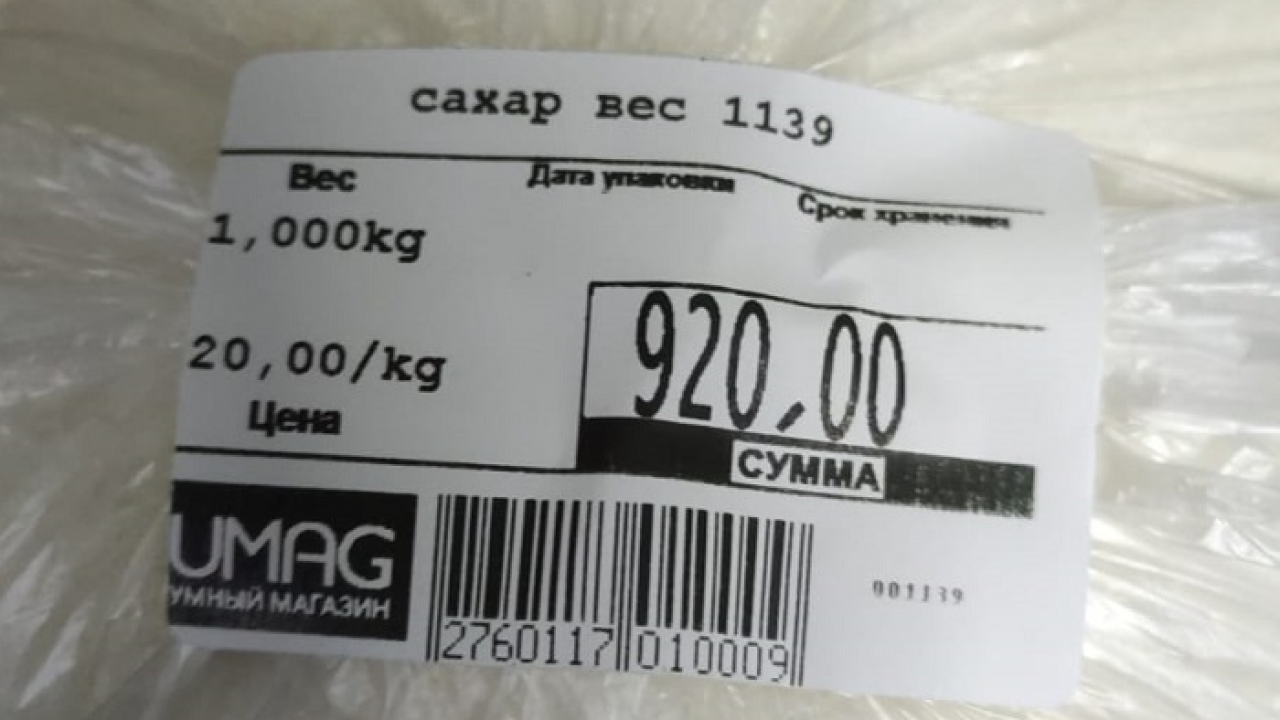 сахар вес 1139
Вес
Дата упаковки
Срок хранения
1,000kg
920,00
20,00/kg
Цена
СУММА
UMAG
УМНЫЙ МАГАЗИН
2760117 010009
001139